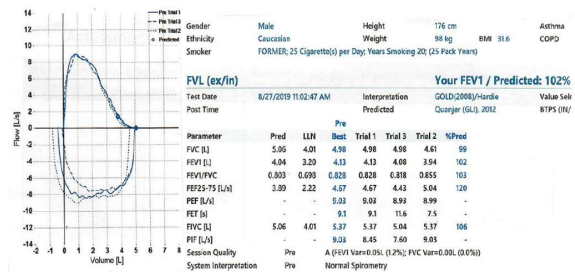 Pre Trial 1
Pre Trial 3
Pre Trial 2
Predicted
Flow [L/s]
14
12
10
8
6
4
2
0
-2
-4
-6
-8
-10
-12
-14
-2 -1 0 1 2 3 4 5 6 7 8
Volume [L]
Gender Male Height 176 cm Asthma
Ethnicity Caucasian Weight 98 kg BMI 31.6 COPD
Smoker FORMER; 25 Cigarette(s) per Day; Years Smoking 20; (25 Pack Years)
FVL (ex/in) Your FEV1 / Predicted: 102%
Test Date 8/27/2019 11:02:47 AM Interpretation GOLD(2008)/Hardie Value Sele
Post Time Predicted Quanjer (GLI), 2012 BTPS (IN/
Pre
Parameter Pred LLN Best Trial 1 Trial 3 Trial 2 %Pred
FVC [L] 5.06 4.01 4.98 4.98 4.98 4.61 99
FEV1 [L] 4.04 3.20 4.13 4.13 4.08 3.94 102
FEV1/FVC 0.803 0.693 0.828 0.828 0.818 0.855 103
FEF25-75 [L/s] 3.89 2.22 4.67 4.67 4.43 5.04 120
PEF [L/s] - - 9.03 9.03 8.93 8.99 -
FET [s] - - 9.1 9.1 11.6 7.5 -
FIVC [L] 5.06 4.01 5.37 5.37 5.04 5.37 106
PIF [L/s] - - 9.03 8.45 7.60 9.03 -
Session Quality Pre A (FEV1 Var=0.05L (1.2%); FVC Var=0.00L (0.0%))
System Interpretation Pre Normal Spirometry